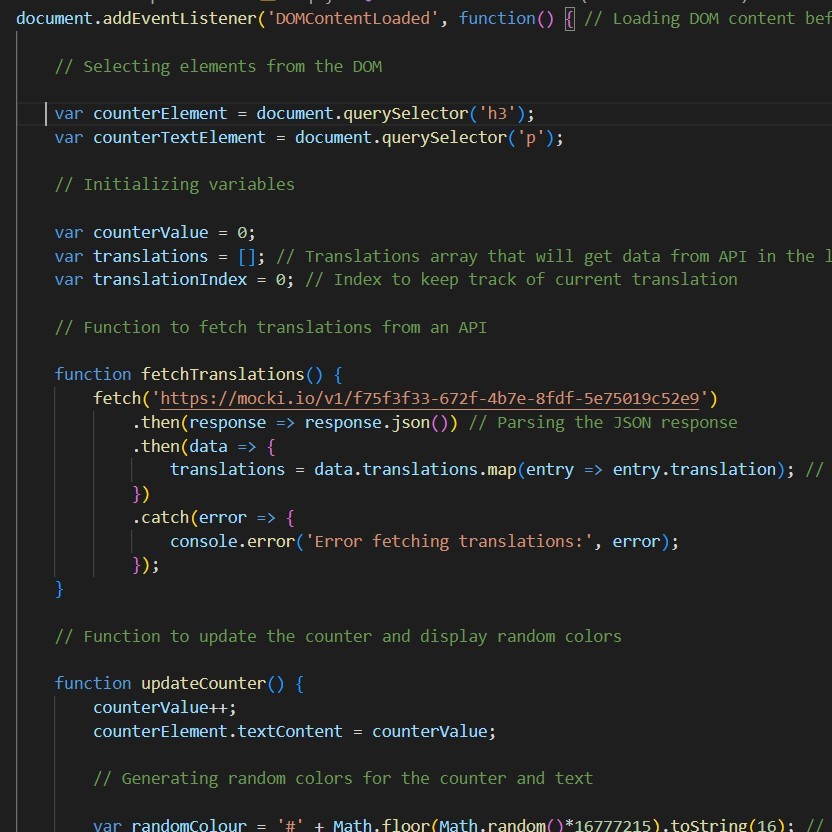 document.addEventListener('DOMContentLoaded', function() { // Loading DOM content bef
// Selecting elements from the DOM
var counterElement = document.querySelector('h3');
var counterTextElement = document.querySelector('p');
// Initializing variables
var counterValue = 0;
var translations = []; // Translations array that will get data from API in the l
var translationIndex = 0; // Index to keep track of current translation
// Function to fetch translations from an API
function fetchTranslations() {
fetch('https://mocki.io/v1/f75f3f33-672f-4b7e-8fdf-5e75019c52e9')
.then(response => response.json()) // Parsing the JSON response
.then(data => {
translations = data.translations.map(entry => entry.translation); //
})
.catch(error => {
console.error('Error fetching translations:', error);
});
}
// Function to update the counter and display random colors
function updateCounter() {
counterValue++;
counterElement.textContent = counterValue;
// Generating random colors for the counter and text
var randomColour = '#' + Math.floor(Math.random()*16777215).toString(16); //